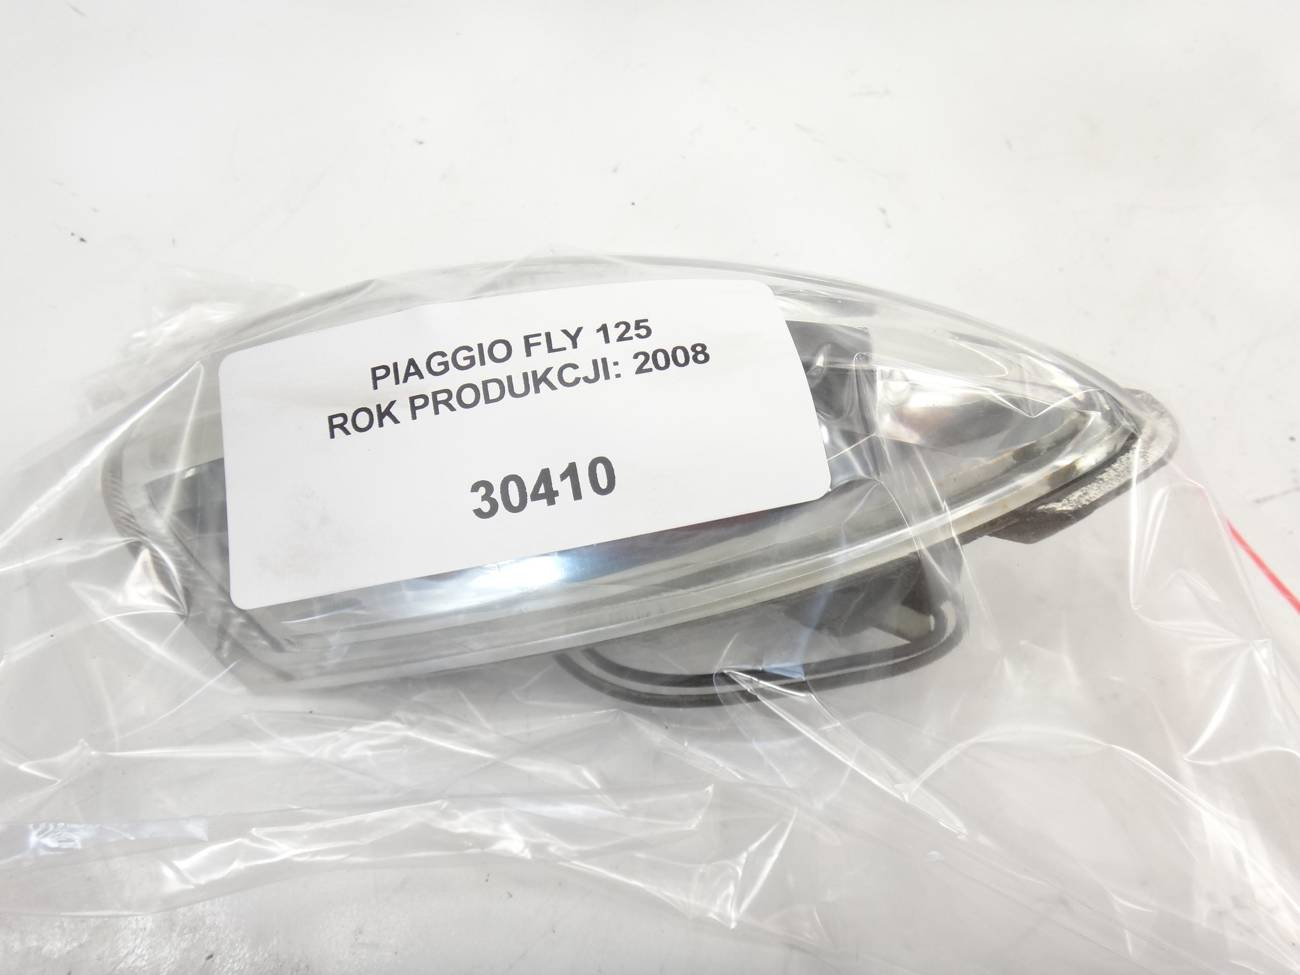 PIAGGIO FLY 125
ROK PRODUKCJI: 2008
30410